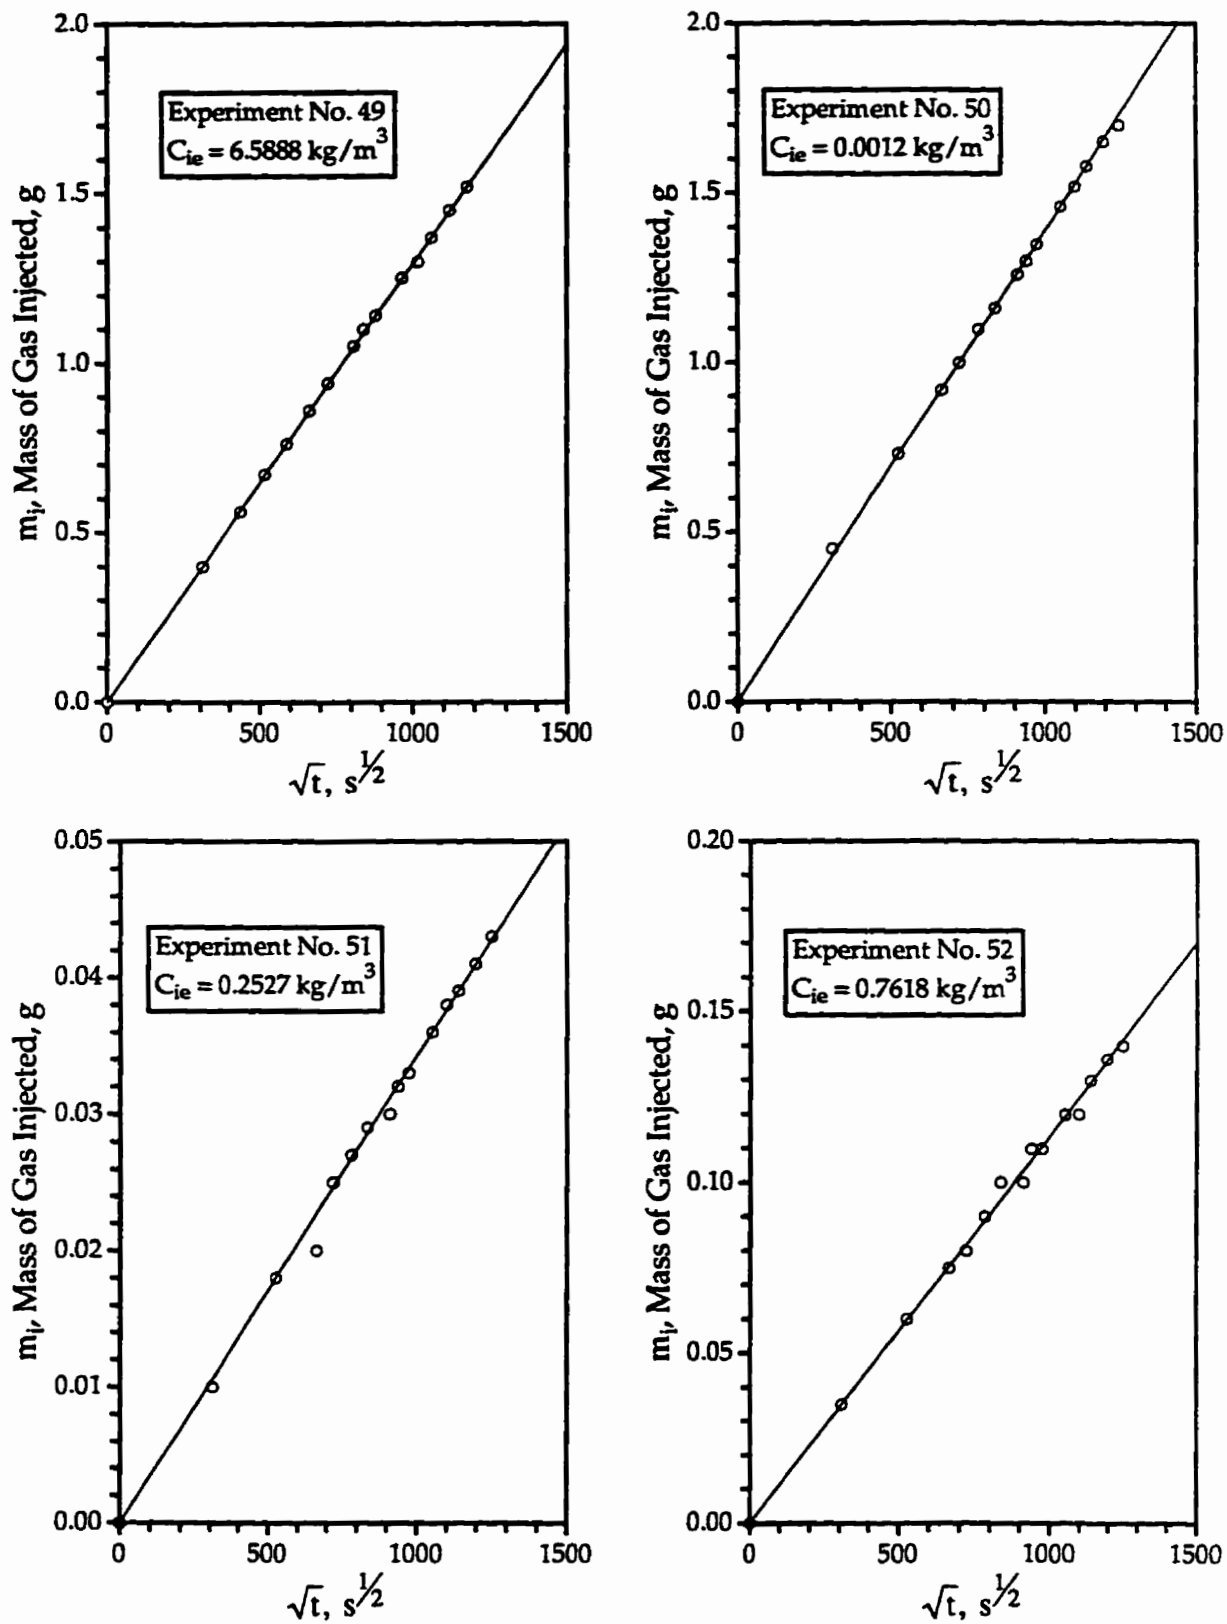 2.0
Experiment No. 49
C_ie = 6.5888 kg/m³
1.5
1.0
0.5
0.0
m_i, Mass of Gas Injected, g
0 500 1000 1500
√t, s^½
2.0
Experiment No. 50
C_ie = 0.0012 kg/m³
1.5
1.0
0.5
0.0
m_i, Mass of Gas Injected, g
0 500 1000 1500
√t, s^½
0.05
Experiment No. 51
C_ie = 0.2527 kg/m³
0.04
0.03
0.02
0.01
0.00
m_i, Mass of Gas Injected, g
0 500 1000 1500
√t, s^½
0.20
Experiment No. 52
C_ie = 0.7618 kg/m³
0.15
0.10
0.05
0.00
m_i, Mass of Gas Injected, g
0 500 1000 1500
√t, s^½